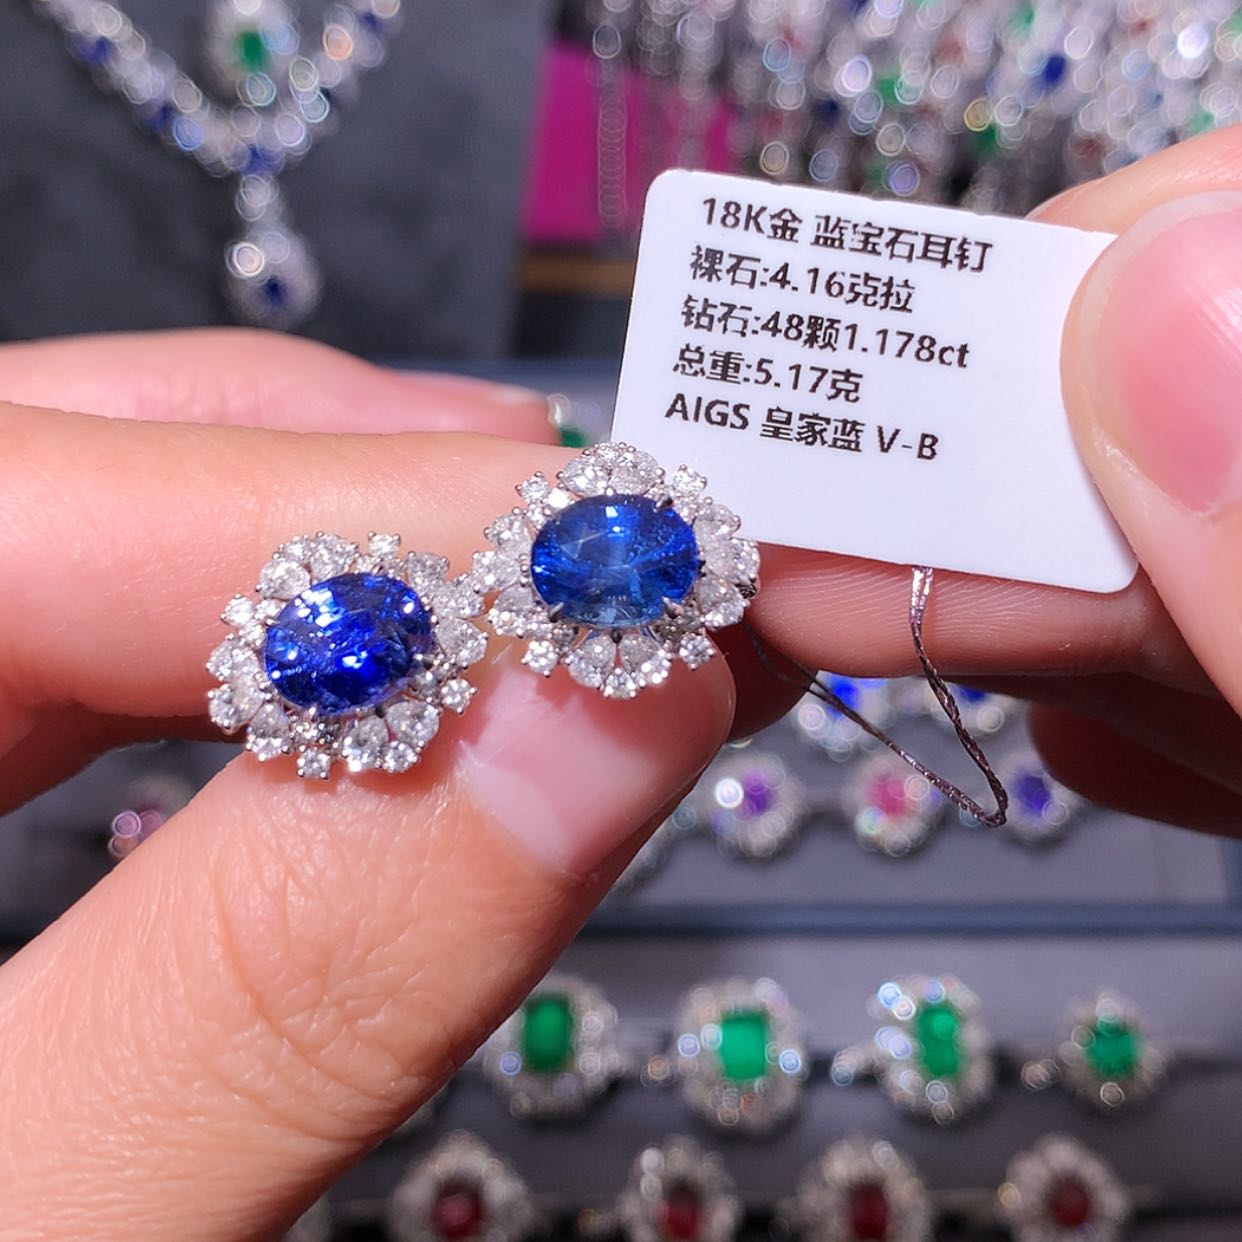 18K金 蓝宝石耳钉
裸石:4.16克拉
钻石:48颗1.178ct
总重:5.17克
AIGS 皇家蓝 V-B